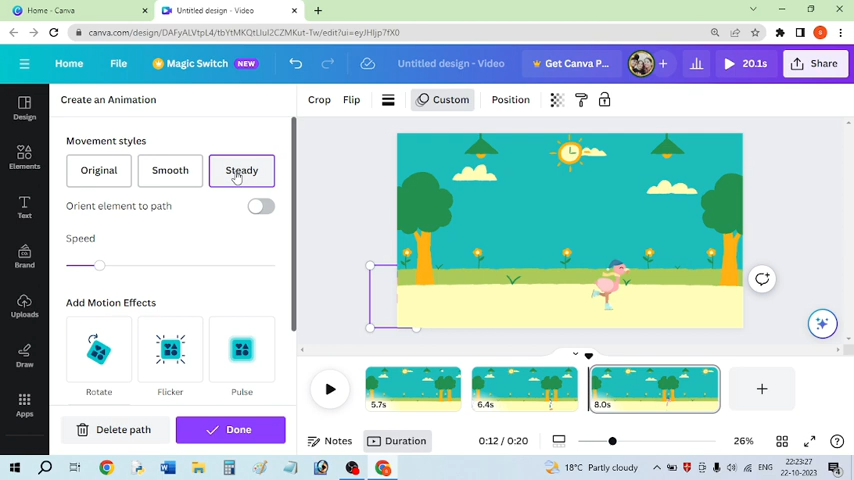 Home - Canva
Untitled design - Video
canva.com/design/DAFyALVtpL4/tbYtMKQtLIuI2CZMKut-Tw/edit?ui=eyJHIjp7fX0
Home File Magic Switch NEW Untitled design - Video Get Canva P... 20.1s Share
Design
Elements
Text
Brand
Uploads
Draw
Apps
Create an Animation
Movement styles
Original Smooth Steady
Orient element to path
Speed
Add Motion Effects
Rotate Flicker Pulse
Delete path Done
Crop Flip Custom Position
5.7s 6.4s 8.0s
Notes Duration 0:12 / 0:20 26%
18°C Partly cloudy ENG 22:23:27
22-10-2023
4